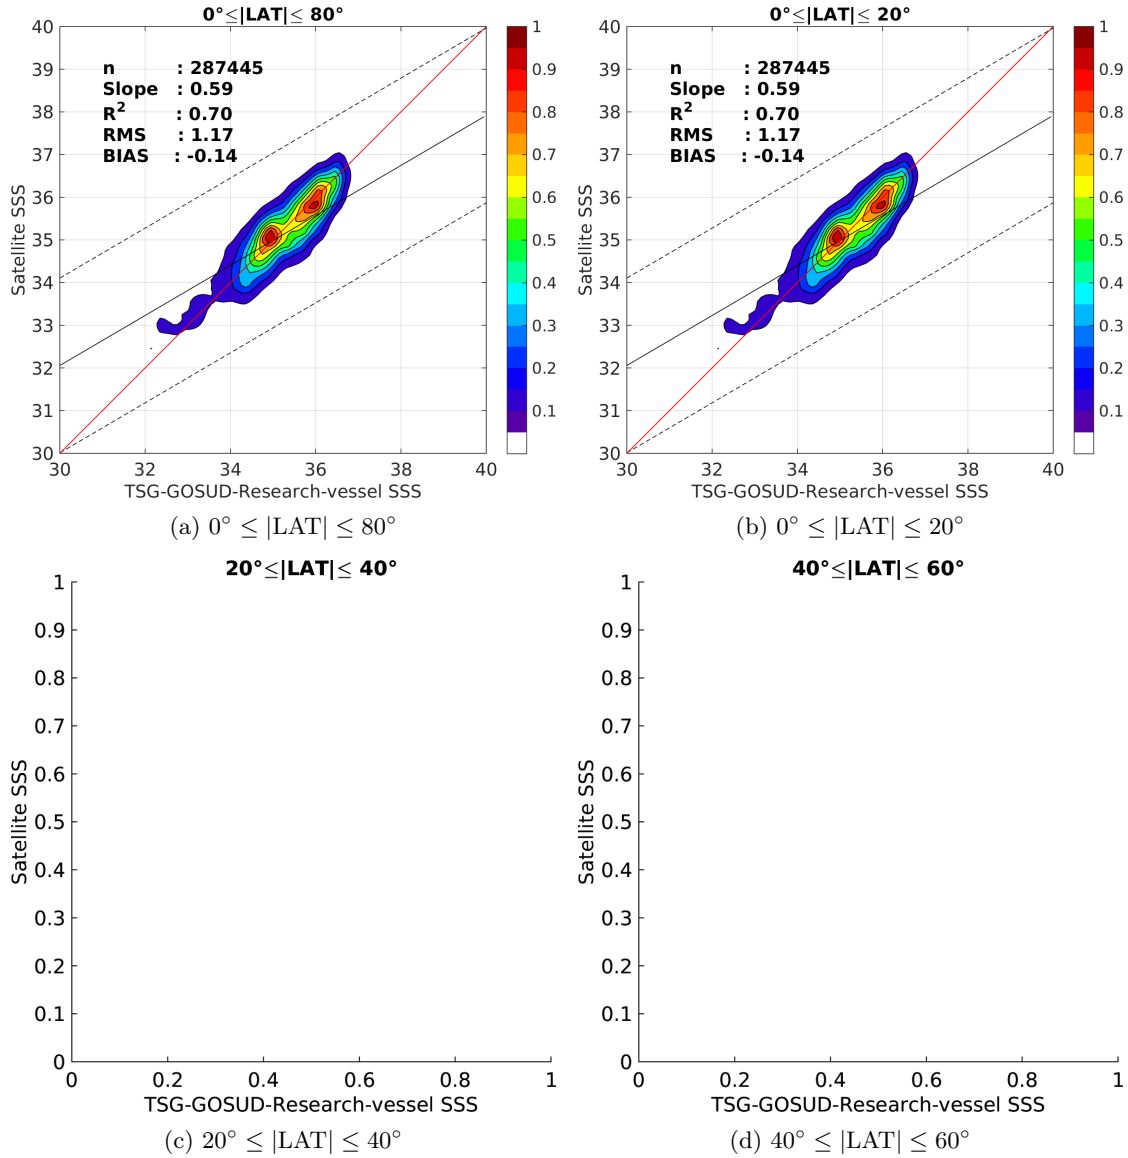 0°≤|LAT|≤ 80°
40
39
38
37
36
35
34
33
32
31
30
n : 287445
Slope : 0.59
R² : 0.70
RMS : 1.17
BIAS : -0.14
Satellite SSS
30 32 34 36 38 40
TSG-GOSUD-Research-vessel SSS
1
0.9
0.8
0.7
0.6
0.5
0.4
0.3
0.2
0.1
(a) 0° ≤ |LAT| ≤ 80°
0°≤|LAT|≤ 20°
40
39
38
37
36
35
34
33
32
31
30
n : 287445
Slope : 0.59
R² : 0.70
RMS : 1.17
BIAS : -0.14
Satellite SSS
30 32 34 36 38 40
TSG-GOSUD-Research-vessel SSS
1
0.9
0.8
0.7
0.6
0.5
0.4
0.3
0.2
0.1
(b) 0° ≤ |LAT| ≤ 20°
20°≤|LAT|≤ 40°
1
0.9
0.8
0.7
0.6
0.5
0.4
0.3
0.2
0.1
0
Satellite SSS
0 0.2 0.4 0.6 0.8 1
TSG-GOSUD-Research-vessel SSS
(c) 20° ≤ |LAT| ≤ 40°
40°≤|LAT|≤ 60°
1
0.9
0.8
0.7
0.6
0.5
0.4
0.3
0.2
0.1
0
Satellite SSS
0 0.2 0.4 0.6 0.8 1
TSG-GOSUD-Research-vessel SSS
(d) 40° ≤ |LAT| ≤ 60°